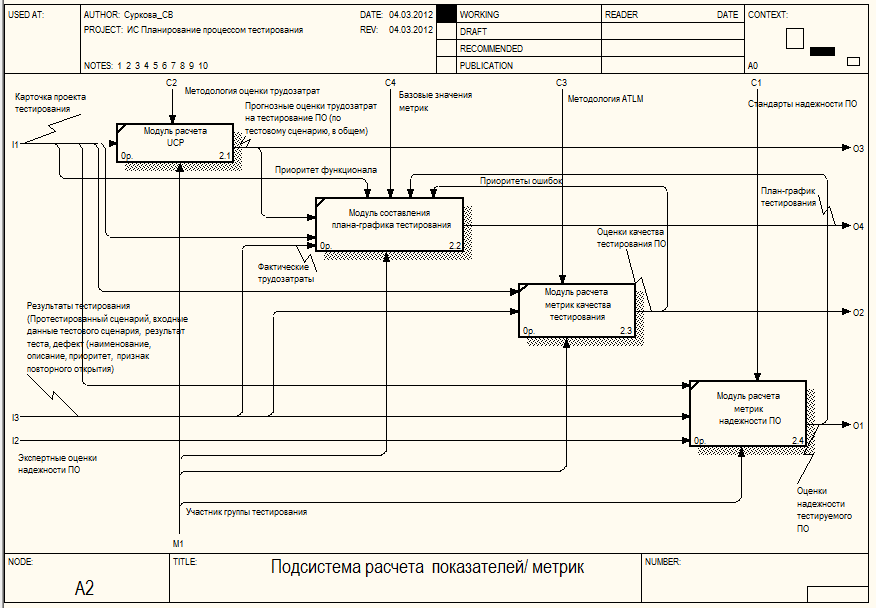 USED AT:
AUTHOR: Суркова_СВ
DATE: 04.03.2012
PROJECT: ИС Планирование процессом тестирования
REV: 04.03.2012
NOTES: 1 2 3 4 5 6 7 8 9 10
WORKING
DRAFT
RECOMMENDED
PUBLICATION
READER
DATE
CONTEXT:
A0
C2
C4
C3
C1
Методология оценки трудозатрат
Карточка проекта
тестирования
Прогнозные оценки трудозатрат
на тестирование ПО (по
тестовому сценарию, в общем)
Базовые значения
метрик
Методология ATLM
Стандарты надежности ПО
Модуль расчета
UCP
0р.
2.1
I1
O3
Приоритет функционала
Приоритеты ошибок
План-график
тестирования
Модуль составления
плана-графика тестирования
0р.
2.2
O4
Оценки качества
тестирования ПО
Фактические
трудозатраты
Модуль расчета
метрик качества
тестирования
0р.
2.3
O2
Результаты тестирования
(Протестированный сценарий, входные
данные тестового сценария, результат
теста, дефект (наименование,
описание, приоритет, признак
повторного открытия)
Модуль расчета
метрик
надежности ПО
0р.
2.4
O1
I3
I2
Экспертные оценки
надежности ПО
Оценки
надежности
тестируемого
ПО
Участник группы тестирования
M1
NODE:
A2
TITLE:
Подсистема расчета показателей/ метрик
NUMBER: